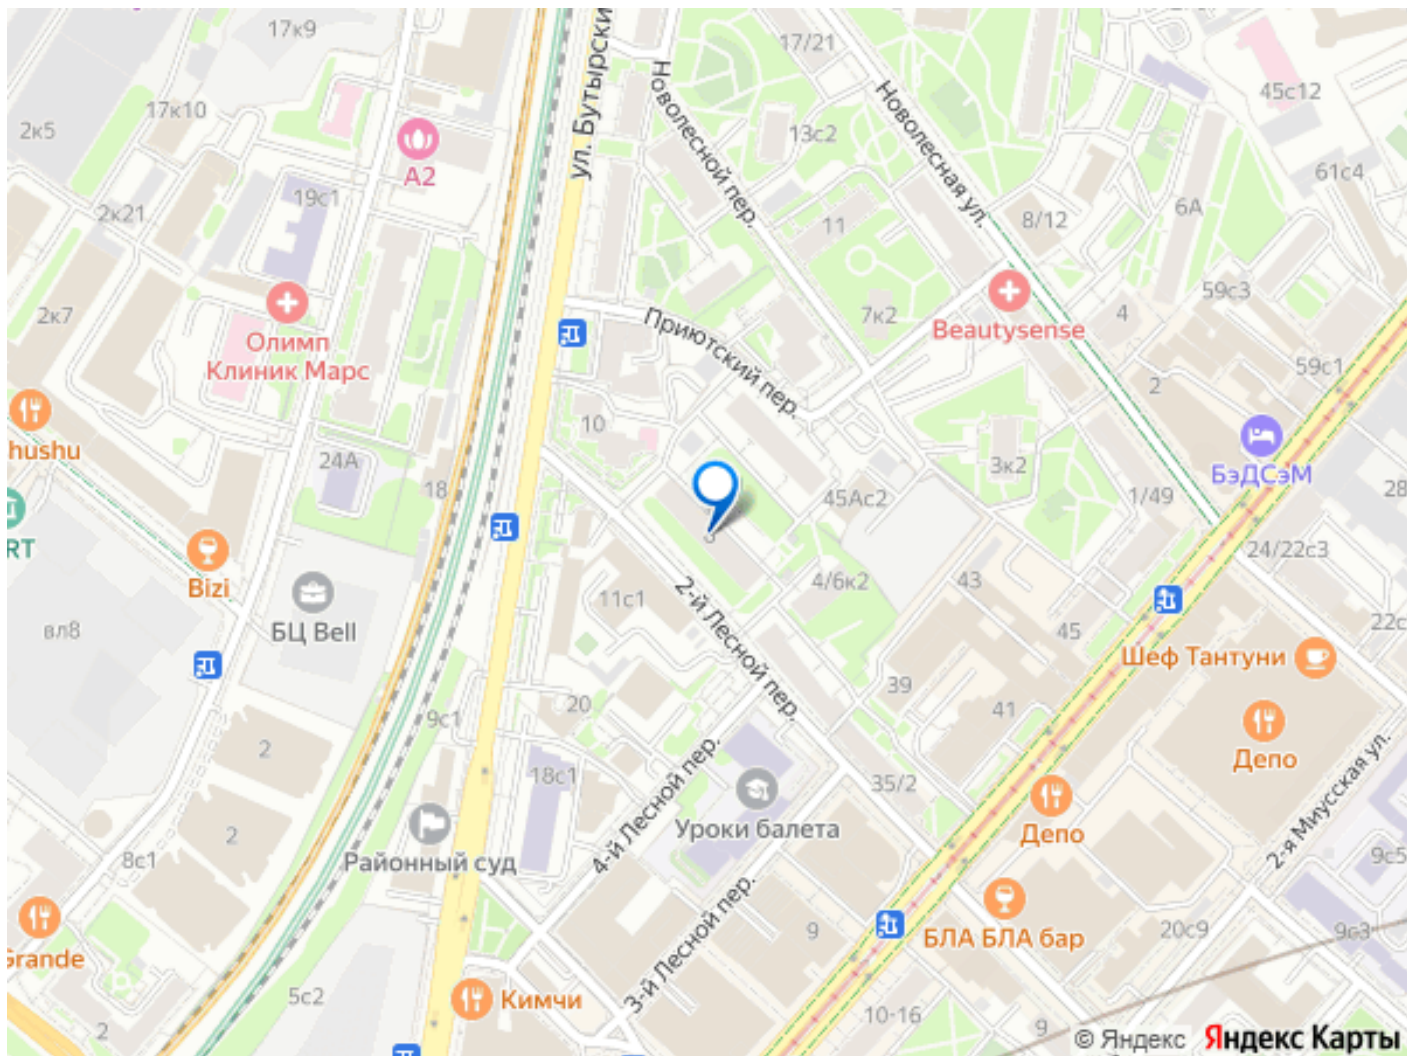 17к9
17/21
ул. Бутырски
Новолесной пер.
Новолесная ул.
45с12
17к10
2к5
13с2
А2
61с4
19с1
2к21
11
8/12
6А
59с3
2к7
7к2
4
Приютский пер.
Beautysense
Олимп
Клиник Марс
59с1
2
10
hushu
24А
3к2
БэДСэМ
18
45Ас2
1/49
28
RT
24/22с3
Bizi
4/6к2
43
11с1
2-й Лесной пер.
вл8
БЦ Bell
45
22с
Шеф Тантуни
39
9с1
20
41
2
Депо
18с1
4-й Лесной пер.
35/2
2-я Миусская ул.
Уроки балета
Депо
2
8с1
Районный суд
9с5
3-й Лесной пер.
9
БЛА БЛА бар
20с9
9с3
Grande
5с2
Кимчи
10-16
9
2
© Яндекс Яндекс Карты